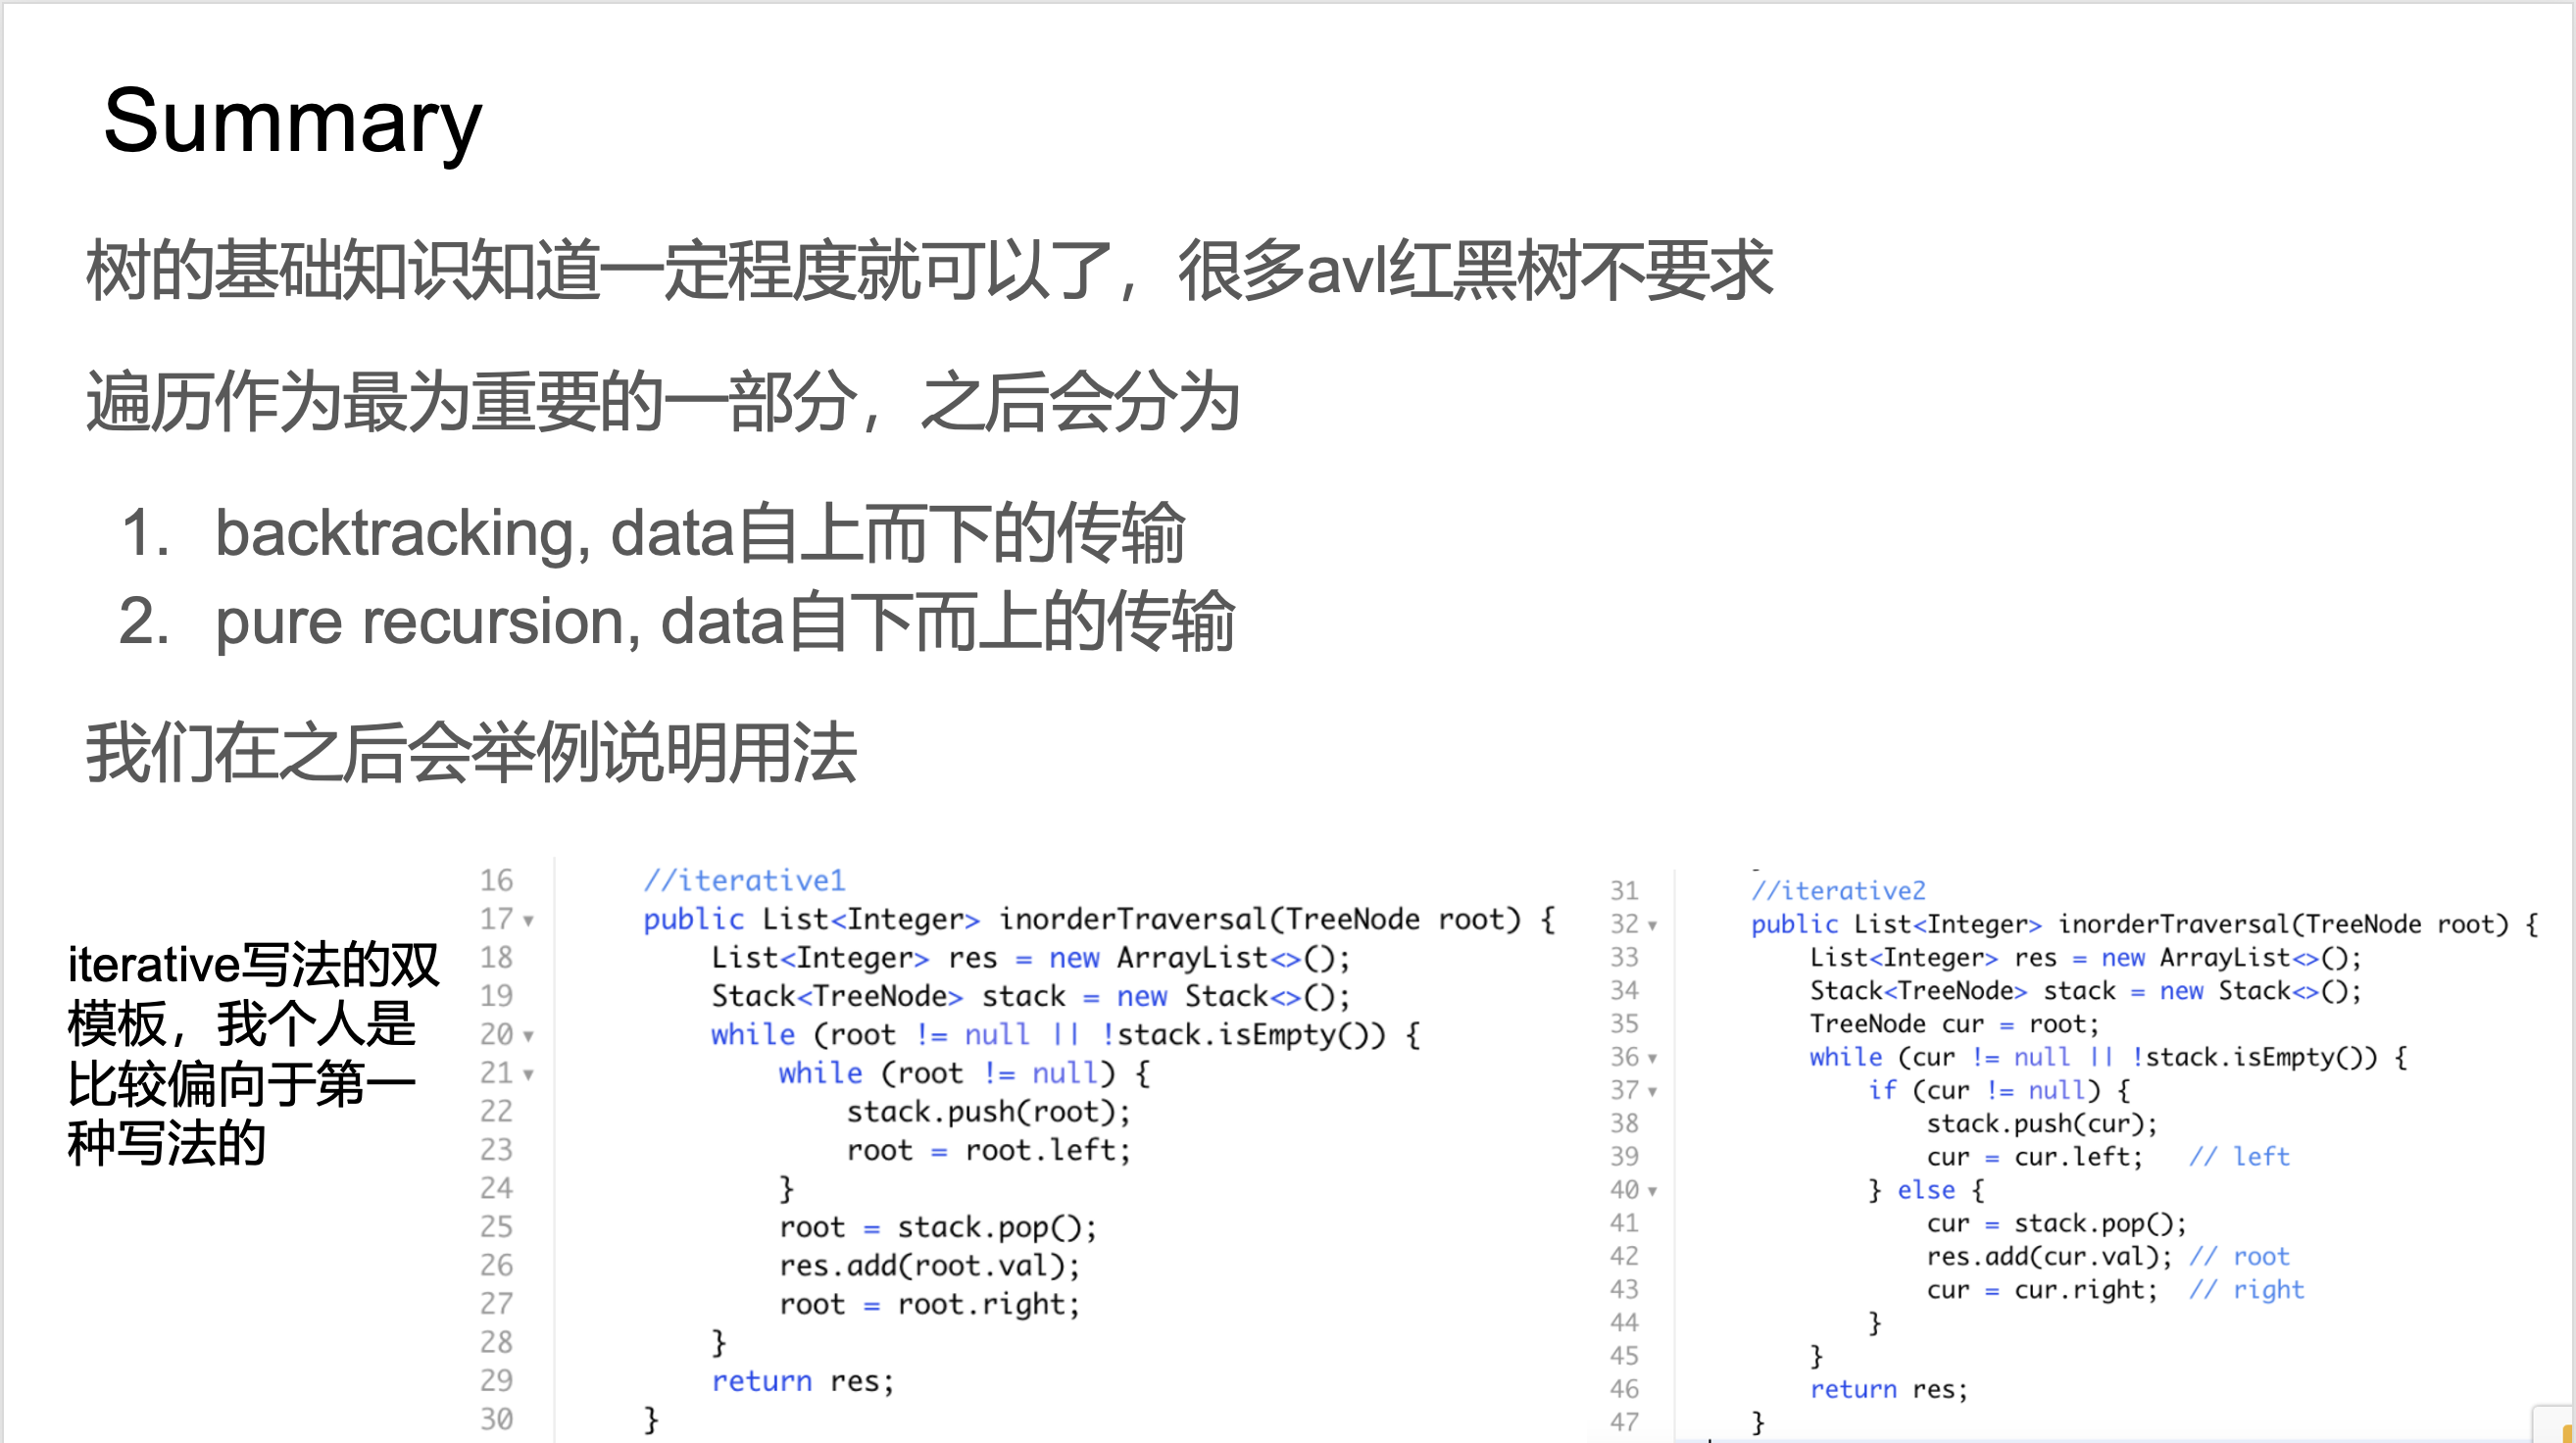 Summary
树的基础知识知道一定程度就可以了，很多avl红黑树不要求
遍历作为最为重要的一部分，之后会分为
1. backtracking, data自上而下的传输
2. pure recursion, data自下而上的传输
我们在之后会举例说明用法
iterative写法的双
模板，我个人是
比较偏向于第一
种写法的
16 //iterative1
17 public List<Integer> inorderTraversal(TreeNode root) {
18 List<Integer> res = new ArrayList<>();
19 Stack<TreeNode> stack = new Stack<>();
20 while (root != null || !stack.isEmpty()) {
21 while (root != null) {
22 stack.push(root);
23 root = root.left;
24 }
25 root = stack.pop();
26 res.add(root.val);
27 root = root.right;
28 }
29 return res;
30 }
31 //iterative2
32 public List<Integer> inorderTraversal(TreeNode root) {
33 List<Integer> res = new ArrayList<>();
34 Stack<TreeNode> stack = new Stack<>();
35 TreeNode cur = root;
36 while (cur != null || !stack.isEmpty()) {
37 if (cur != null) {
38 stack.push(cur);
39 cur = cur.left; // left
40 } else {
41 cur = stack.pop();
42 res.add(cur.val); // root
43 cur = cur.right; // right
44 }
45 }
46 return res;
47 }